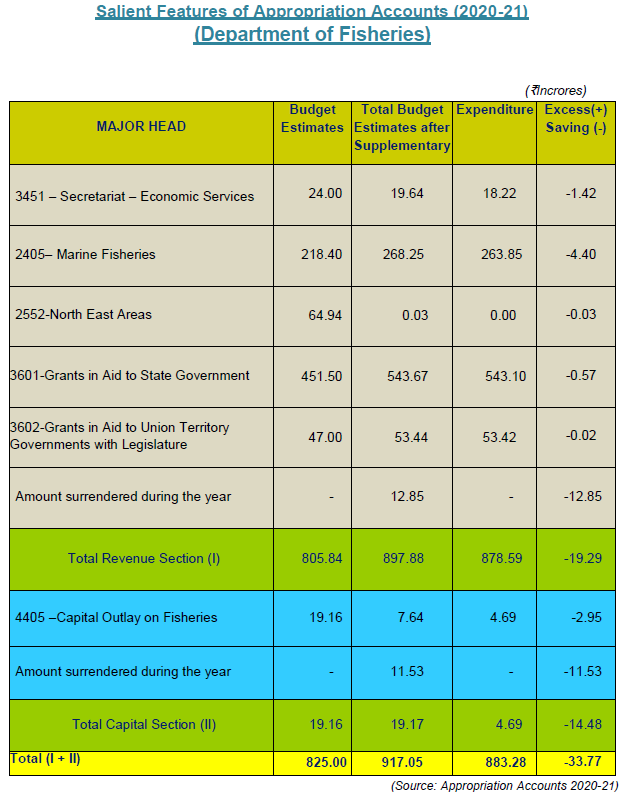 Salient Features of Appropriation Accounts (2020-21)
(Department of Fisheries)
(₹Incrores)
MAJOR HEAD Budget Estimates Total Budget Estimates after Supplementary Expenditure Excess(+) Saving (-)
3451 – Secretariat – Economic Services 24.00 19.64 18.22 -1.42
2405– Marine Fisheries 218.40 268.25 263.85 -4.40
2552-North East Areas 64.94 0.03 0.00 -0.03
3601-Grants in Aid to State Government 451.50 543.67 543.10 -0.57
3602-Grants in Aid to Union Territory Governments with Legislature 47.00 53.44 53.42 -0.02
Amount surrendered during the year - 12.85 - -12.85
Total Revenue Section (I) 805.84 897.88 878.59 -19.29
4405 –Capital Outlay on Fisheries 19.16 7.64 4.69 -2.95
Amount surrendered during the year - 11.53 - -11.53
Total Capital Section (II) 19.16 19.17 4.69 -14.48
Total (I + II) 825.00 917.05 883.28 -33.77
(Source: Appropriation Accounts 2020-21)